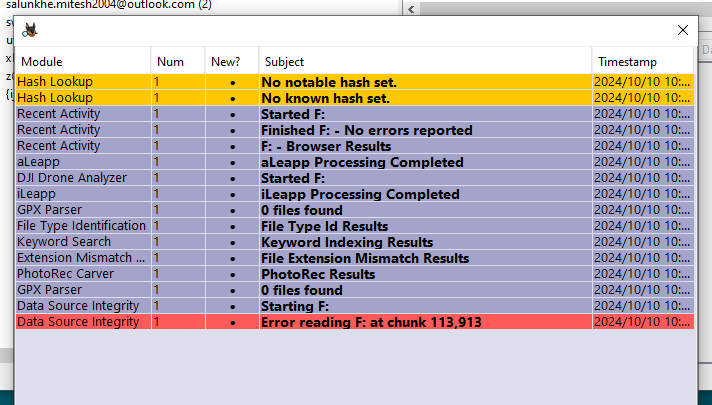 salunkhe.mitesh2004@outlook.com (2)
Module Num New? Subject Timestamp
Hash Lookup 1 • No notable hash set. 2024/10/10 10:...
Hash Lookup 1 • No known hash set. 2024/10/10 10:...
Recent Activity 1 • Started F: 2024/10/10 10:...
Recent Activity 1 • Finished F: - No errors reported 2024/10/10 10:...
Recent Activity 1 • F: - Browser Results 2024/10/10 10:...
aLeapp 1 • aLeapp Processing Completed 2024/10/10 10:...
DJI Drone Analyzer 1 • Started F: 2024/10/10 10:...
iLeapp 1 • iLeapp Processing Completed 2024/10/10 10:...
GPX Parser 1 • 0 files found 2024/10/10 10:...
File Type Identification 1 • File Type Id Results 2024/10/10 10:...
Keyword Search 1 • Keyword Indexing Results 2024/10/10 10:...
Extension Mismatch ... 1 • File Extension Mismatch Results 2024/10/10 10:...
PhotoRec Carver 1 • PhotoRec Results 2024/10/10 10:...
GPX Parser 1 • 0 files found 2024/10/10 10:...
Data Source Integrity 1 • Starting F: 2024/10/10 10:...
Data Source Integrity 1 • Error reading F: at chunk 113,913 2024/10/10 10:...